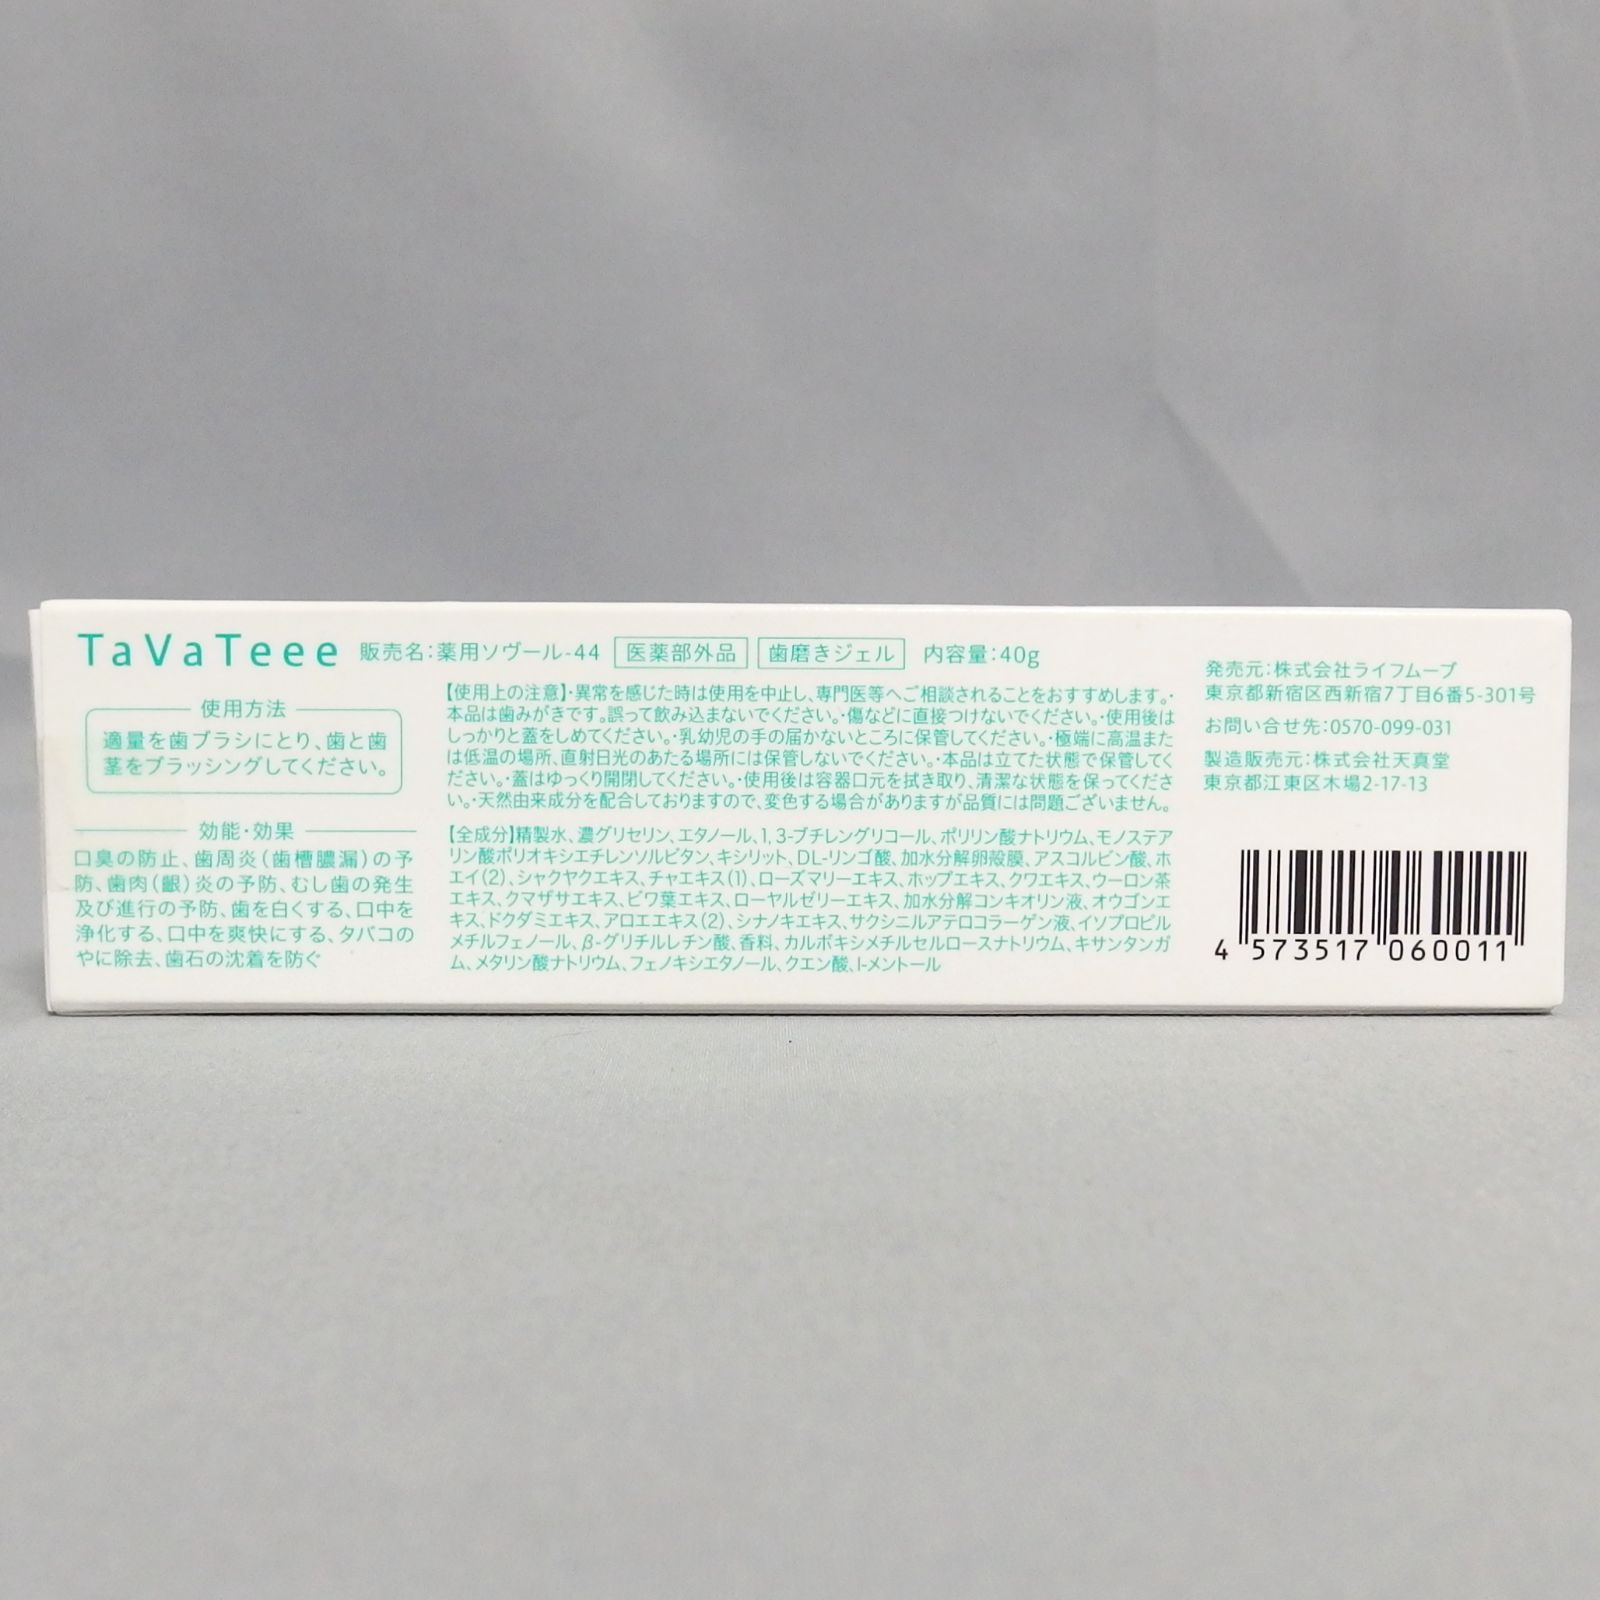 TaVaTeee 販売名：薬用ソヴール-44 医薬部外品 歯磨きジェル 内容量：40g
使用方法
適量を歯ブラシにとり、歯と歯
茎をブラッシングしてください。
効能・効果
口臭の防止、歯周炎（歯槽膿漏）の予
防、歯肉（齦）炎の予防、むし歯の発生
及び進行の予防、歯を白くする、口中を
浄化する、口中を爽快にする、タバコの
やに除去、歯石の沈着を防ぐ
【使用上の注意】・異常を感じた時は使用を中止し、専門医等へご相談されることをおすすめします。・
本品は歯みがきです。誤って飲み込まないでください。・傷などに直接つけないでください。・使用後は
しっかりと蓋をしめてください。・乳幼児の手の届かないところに保管してください。・極端に高温また
は低温の場所、直射日光のあたる場所には保管しないでください。・本品は立てた状態で保管してく
ださい。・蓋はゆっくり開閉してください。・使用後は容器口元を拭き取り、清潔な状態を保ってくださ
い。・天然由来成分を配合しておりますので、変色する場合がありますが品質には問題ございません。
【全成分】精製水、濃グリセリン、エタノール、1,3-ブチレングリコール、ポリリン酸ナトリウム、モノステア
リン酸ポリオキシエチレンソルビタン、キシリット、DL-リンゴ酸、加水分解卵殻膜、アスコルビン酸、ホ
エイ(2)、シャクヤクエキス、チャエキス(1)、ローズマリーエキス、ホップエキス、クワエキス、ウーロン茶
エキス、クマザサエキス、ビワ葉エキス、ローヤルゼリーエキス、加水分解コンキオリン液、オウゴンエ
キス、ドクダミエキス、アロエエキス(2)、シナノキエキス、サクシニルアテロコラーゲン液、イソプロピル
メチルフェノール、β-グリチルレチン酸、香料、カルボキシメチルセルロースナトリウム、キサンタンガ
ム、メタリン酸ナトリウム、フェノキシエタノール、クエン酸、l-メントール
発売元：株式会社ライフムーブ
東京都新宿区西新宿7丁目6番5-301号
お問い合せ先：0570-099-031
製造販売元：株式会社天真堂
東京都江東区木場2-17-13
4 573517 060011